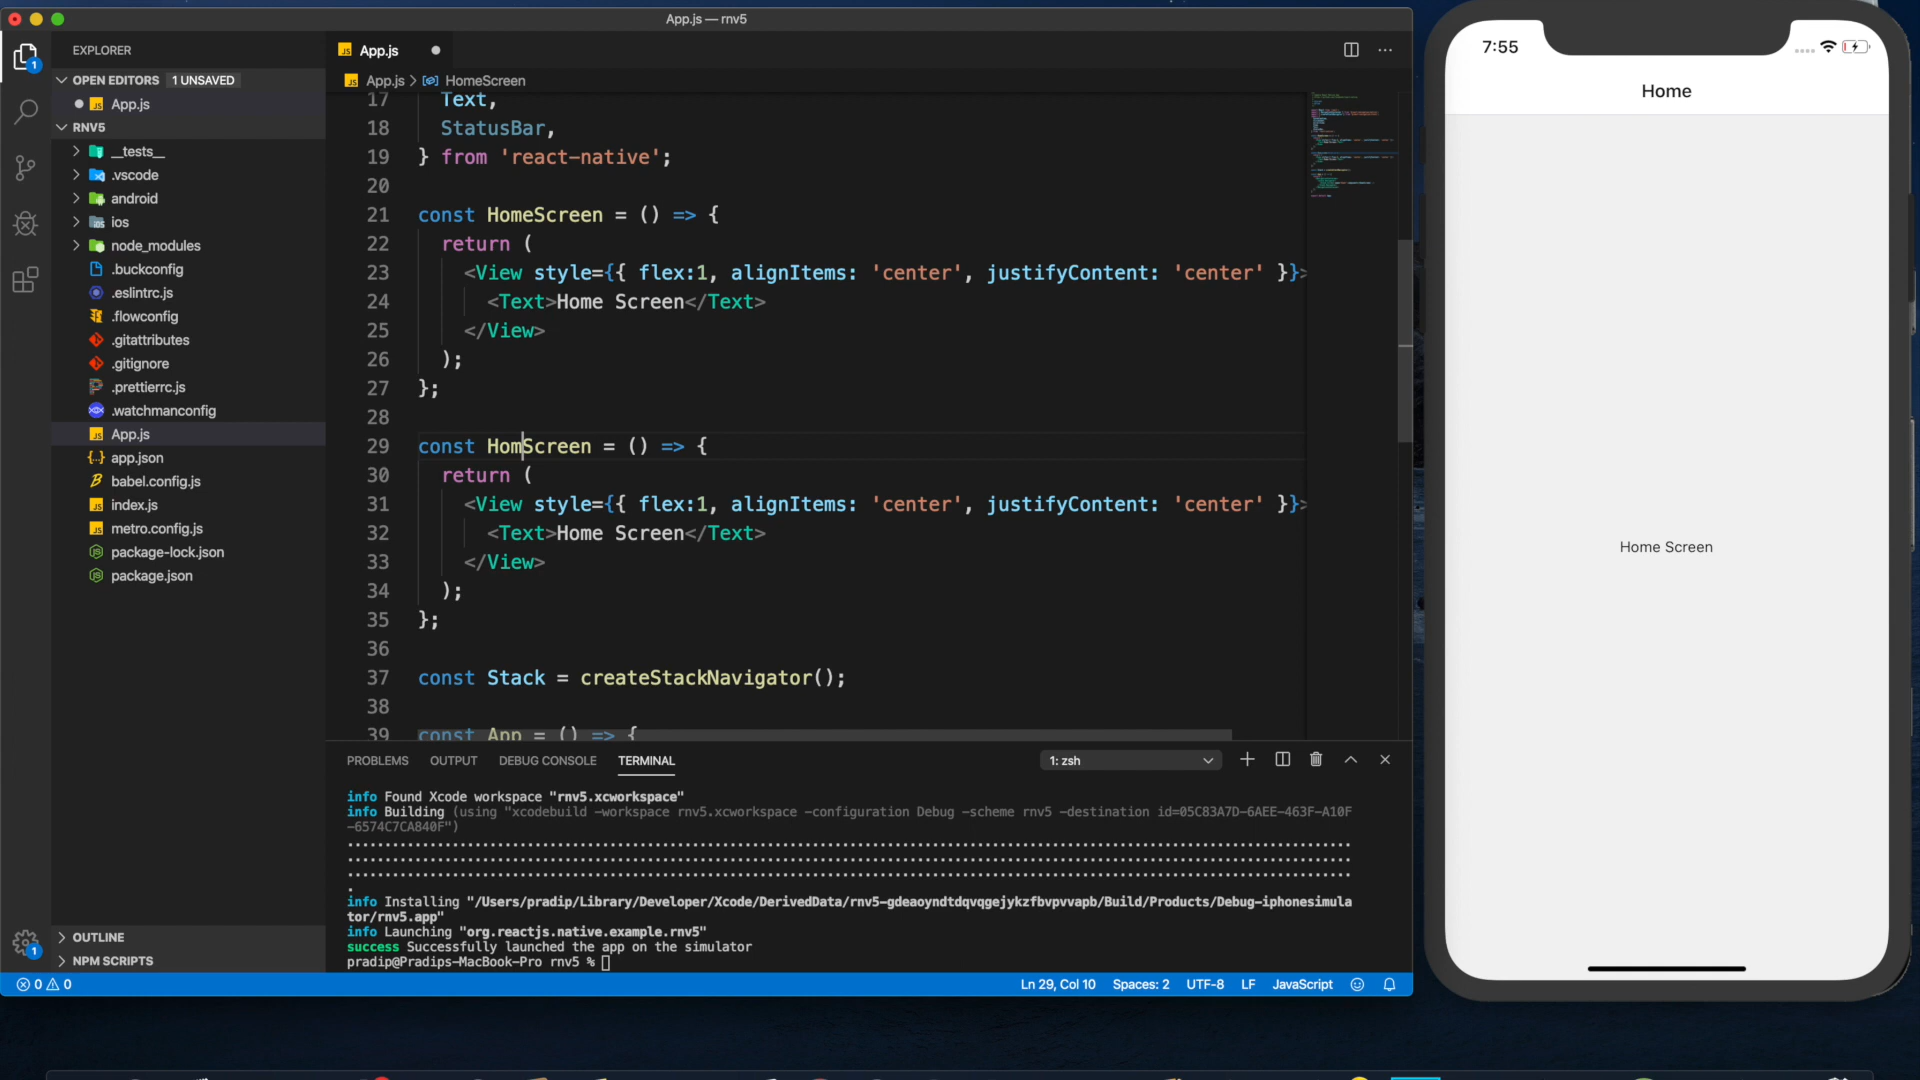 App.js — rnv5
EXPLORER
OPEN EDITORS 1 UNSAVED
App.js
RNV5
__tests__
.vscode
android
ios
node_modules
.buckconfig
.eslintrc.js
.flowconfig
.gitattributes
.gitignore
.prettierrc.js
.watchmanconfig
App.js
app.json
babel.config.js
index.js
metro.config.js
package-lock.json
package.json
OUTLINE
NPM SCRIPTS
App.js
App.js > HomeScreen
17 Text,
18 StatusBar,
19 } from 'react-native';
20
21 const HomeScreen = () => {
22 return (
23 <View style={{ flex:1, alignItems: 'center', justifyContent: 'center' }}>
24 <Text>Home Screen</Text>
25 </View>
26 );
27 };
28
29 const HomScreen = () => {
30 return (
31 <View style={{ flex:1, alignItems: 'center', justifyContent: 'center' }}>
32 <Text>Home Screen</Text>
33 </View>
34 );
35 };
36
37 const Stack = createStackNavigator();
38
39 const App = () => {
PROBLEMS OUTPUT DEBUG CONSOLE TERMINAL 1: zsh
info Found Xcode workspace "rnv5.xcworkspace"
info Building (using "xcodebuild -workspace rnv5.xcworkspace -configuration Debug -scheme rnv5 -destination id=05C83A7D-6AEE-463F-A10F
-6574C7CA840F")
info Installing "/Users/pradip/Library/Developer/Xcode/DerivedData/rnv5-gdeaoyndtdqvqgejykzfbvpvvapb/Build/Products/Debug-iphonesimula
tor/rnv5.app"
info Launching "org.reactjs.native.example.rnv5"
success Successfully launched the app on the simulator
pradip@Pradips-MacBook-Pro rnv5 %
0 0 Ln 29, Col 10 Spaces: 2 UTF-8 LF JavaScript
1
1
7:55
Home
Home Screen